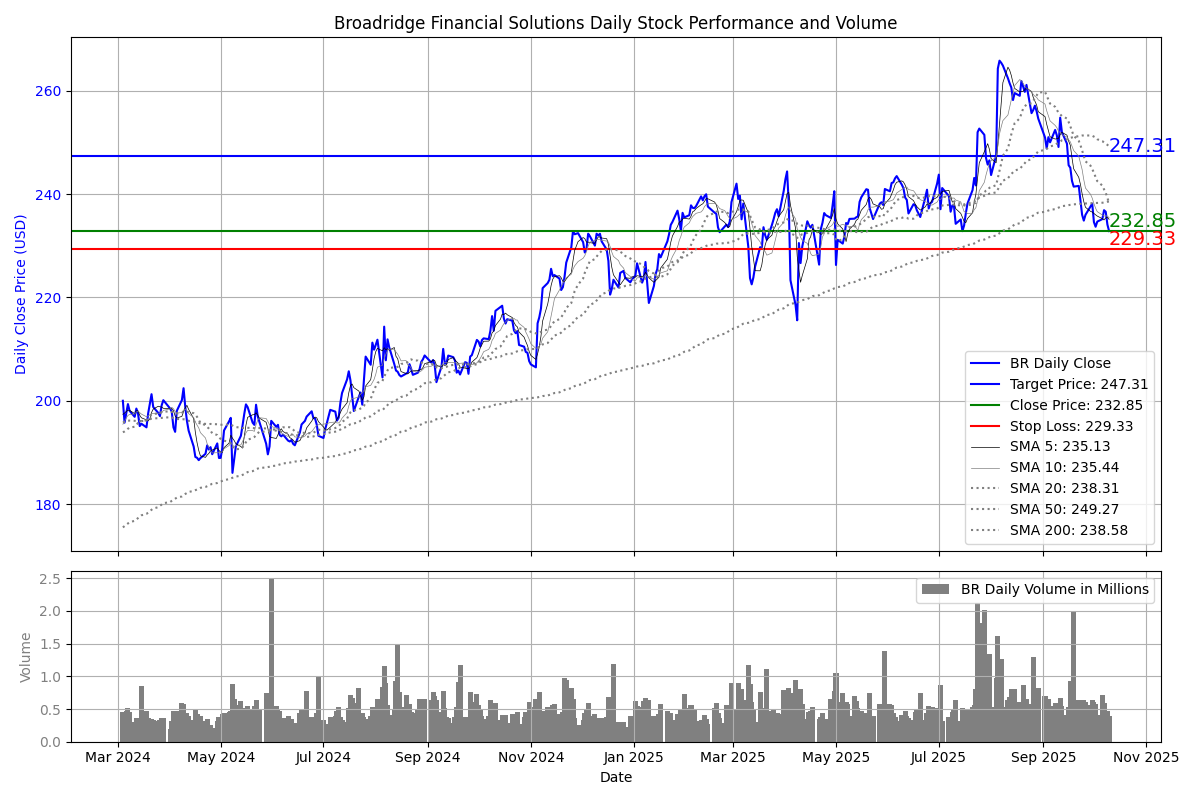 Broadridge Financial Solutions Daily Stock Performance and Volume
Daily Close Price (USD)
260
240
220
200
180
247.31
232.85
229.33
BR Daily Close
Target Price: 247.31
Close Price: 232.85
Stop Loss: 229.33
SMA 5: 235.13
SMA 10: 235.44
SMA 20: 238.31
SMA 50: 249.27
SMA 200: 238.58
Volume
2.5
2.0
1.5
1.0
0.5
0.0
BR Daily Volume in Millions
Mar 2024 May 2024 Jul 2024 Sep 2024 Nov 2024 Jan 2025 Mar 2025 May 2025 Jul 2025 Sep 2025 Nov 2025
Date